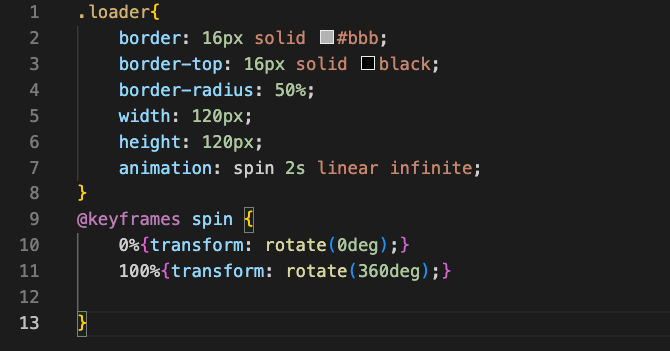 1 .loader{
2     border: 16px solid #bbb;
3     border-top: 16px solid black;
4     border-radius: 50%;
5     width: 120px;
6     height: 120px;
7     animation: spin 2s linear infinite;
8 }
9 @keyframes spin {
10     0%{transform: rotate(0deg);}
11     100%{transform: rotate(360deg);}
12
13 }